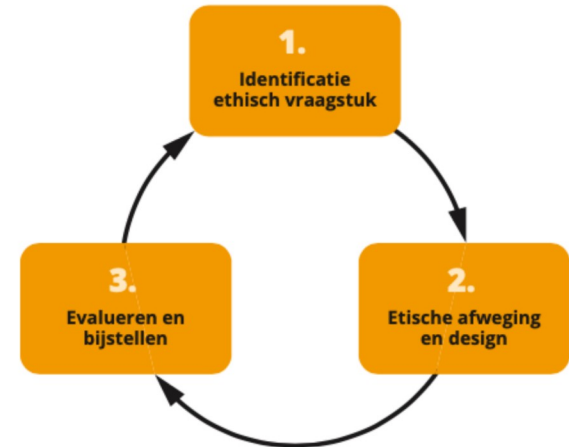 1.
Identificatie
ethisch vraagstuk
2.
Etische afweging
en design
3.
Evalueren en
bijstellen